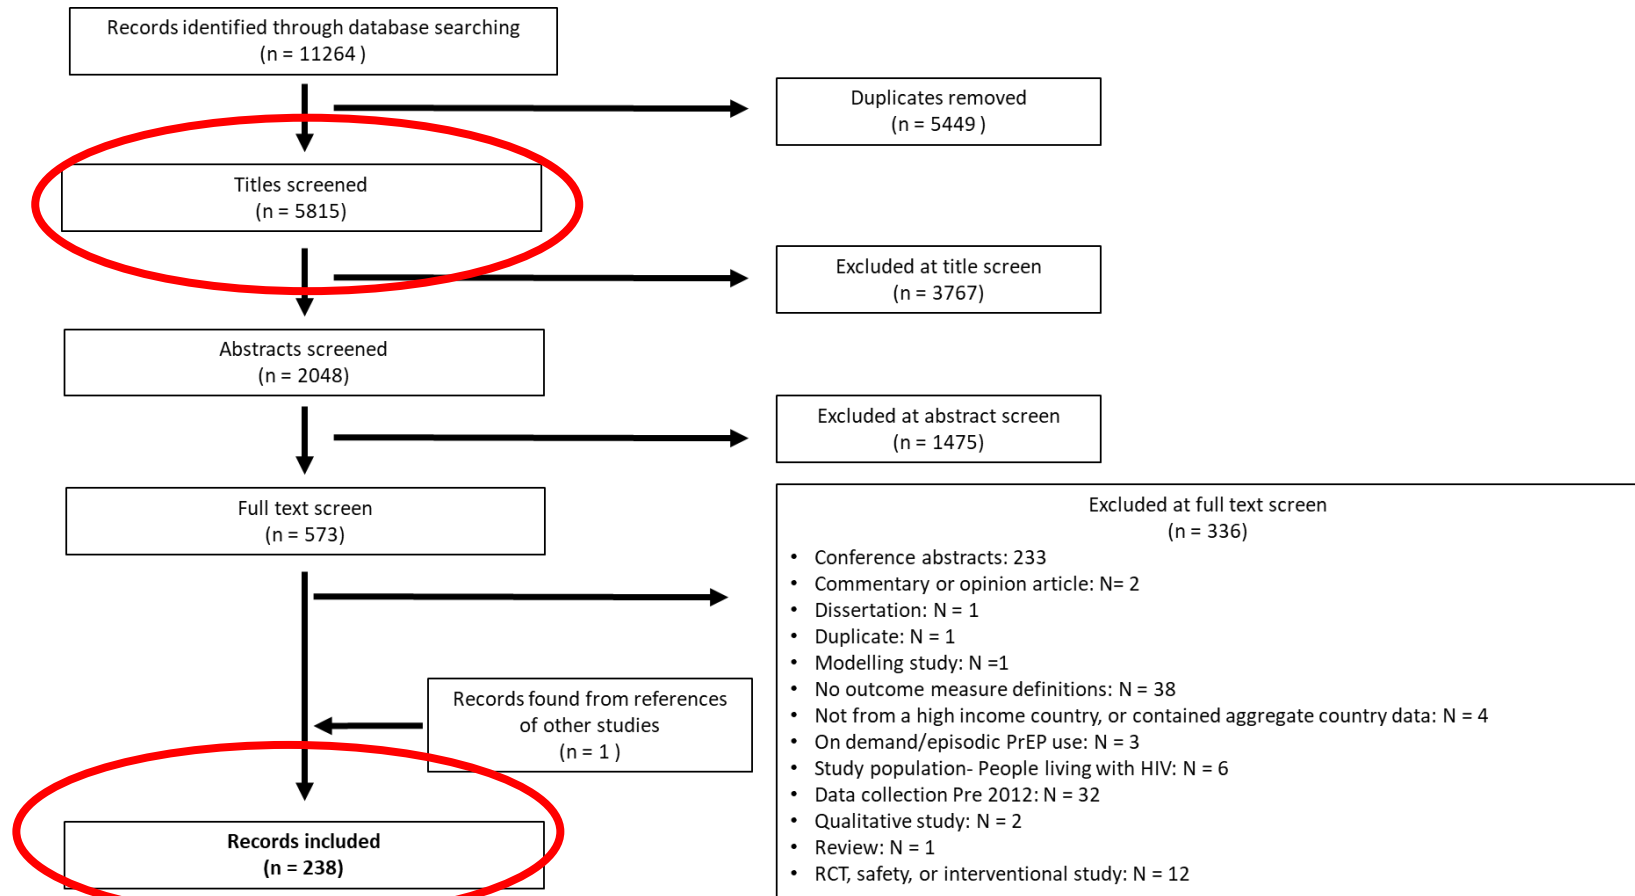 Records identified through database searching
(n = 11264 )
Duplicates removed
(n = 5449 )
Titles screened
(n = 5815)
Excluded at title screen
(n = 3767)
Abstracts screened
(n = 2048)
Excluded at abstract screen
(n = 1475)
Full text screen
(n = 573)
Excluded at full text screen
(n = 336)
• Conference abstracts: 233
• Commentary or opinion article: N= 2
• Dissertation: N = 1
• Duplicate: N = 1
• Modelling study: N =1
• No outcome measure definitions: N = 38
• Not from a high income country, or contained aggregate country data: N = 4
• On demand/episodic PrEP use: N = 3
• Study population- People living with HIV: N = 6
• Data collection Pre 2012: N = 32
• Qualitative study: N = 2
• Review: N = 1
• RCT, safety, or interventional study: N = 12
Records found from references
of other studies
(n = 1 )
Records included
(n = 238)